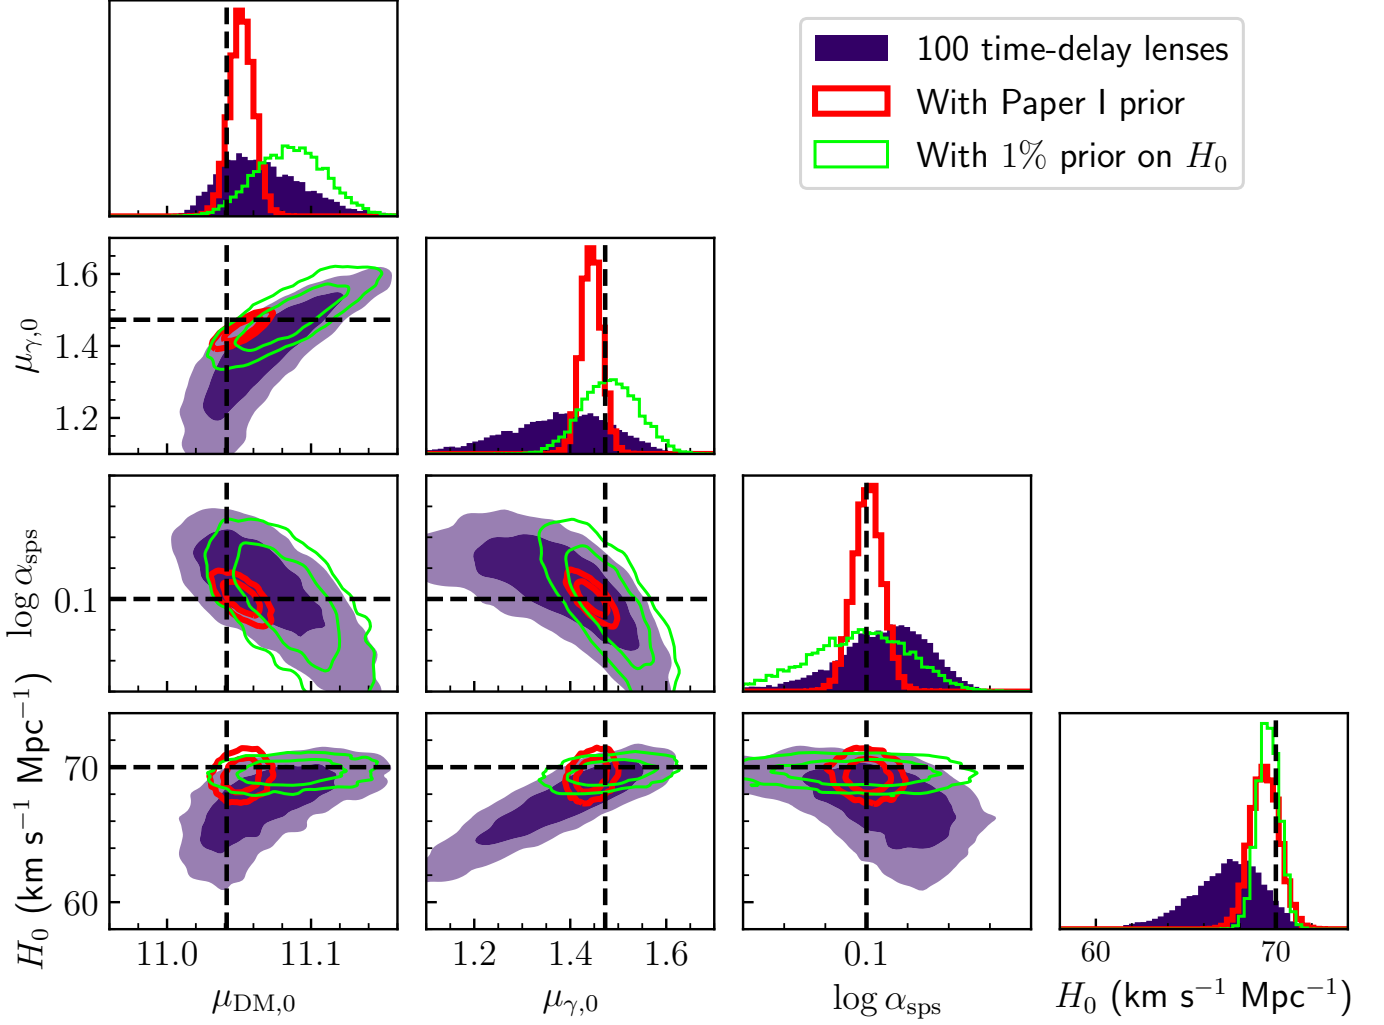 100 time-delay lenses
With Paper I prior
With 1% prior on H₀
μγ,0
1.6
1.4
1.2
log αsps
0.1
H₀ (km s⁻¹ Mpc⁻¹)
70
60
11.0 11.1 1.2 1.4 1.6 0.1 60 70
μDM,0 μγ,0 log αsps H₀ (km s⁻¹ Mpc⁻¹)